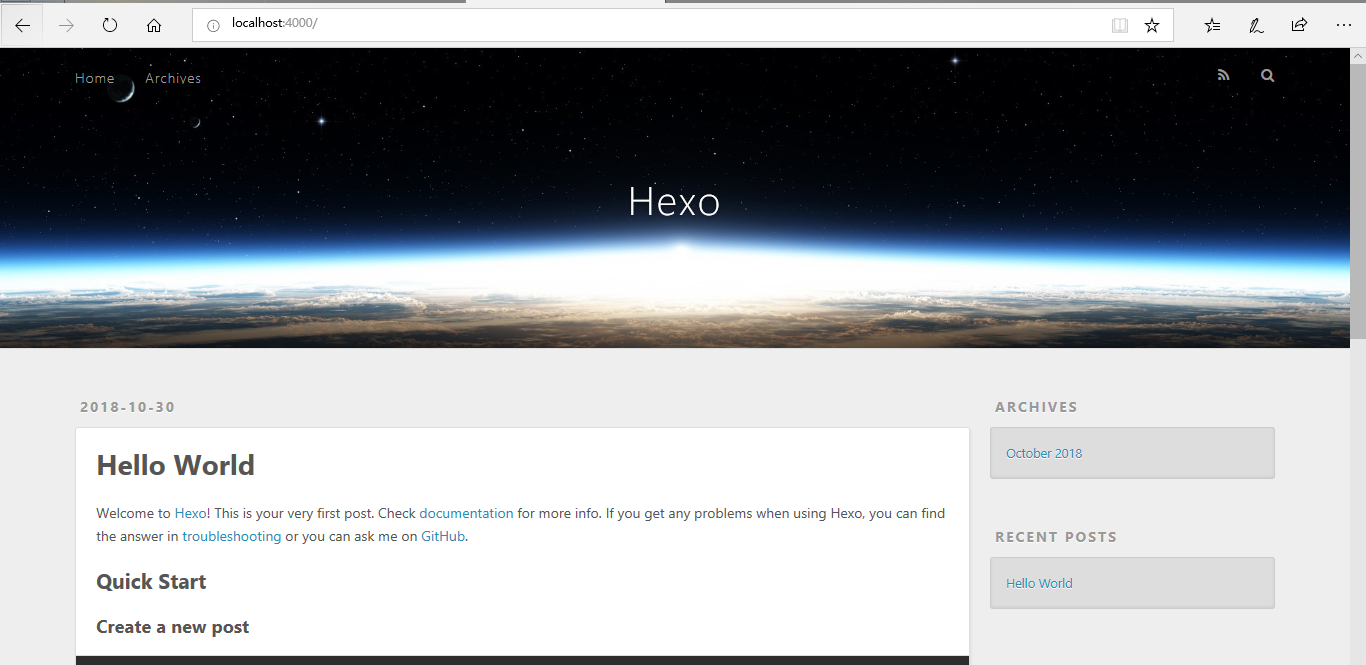 localhost:4000/
Home Archives
Hexo
2018-10-30
Hello World
Welcome to Hexo! This is your very first post. Check documentation for more info. If you get any problems when using Hexo, you can find
the answer in troubleshooting or you can ask me on GitHub.
Quick Start
Create a new post
ARCHIVES
October 2018
RECENT POSTS
Hello World